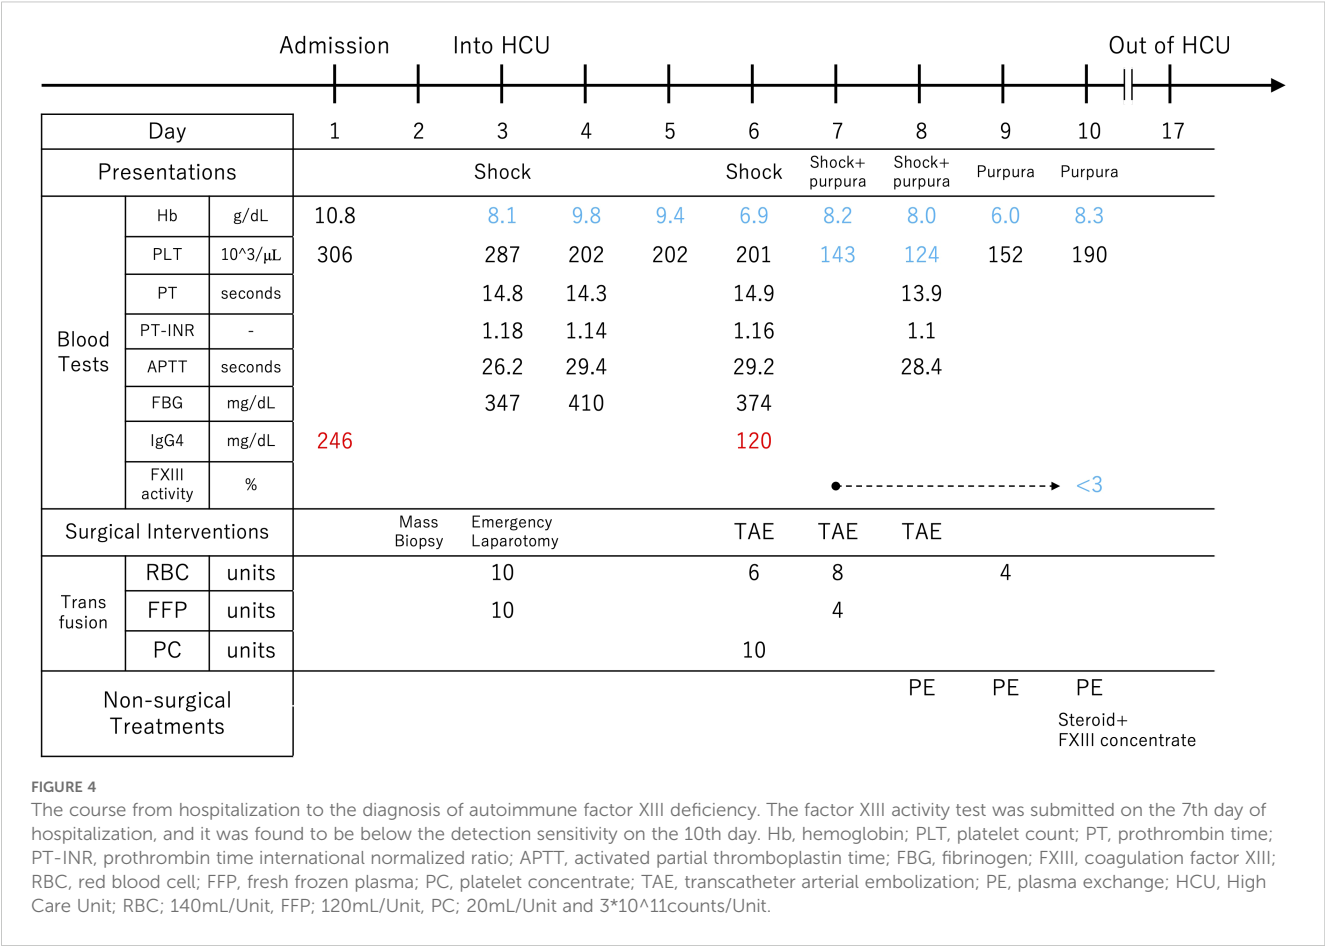 Admission Into HCU Out of HCU
Day 1 2 3 4 5 6 7 8 9 10 17
Presentations Shock Shock Shock+ purpura Shock+ purpura Purpura Purpura
Blood Tests
Hb g/dL 10.8 8.1 9.8 9.4 6.9 8.2 8.0 6.0 8.3
PLT 10^3/μL 306 287 202 202 201 143 124 152 190
PT seconds 14.8 14.3 14.9 13.9
PT-INR - 1.18 1.14 1.16 1.1
APTT seconds 26.2 29.4 29.2 28.4
FBG mg/dL 347 410 374
IgG4 mg/dL 246 120
FXIII activity % <3
Surgical Interventions Mass Biopsy Emergency Laparotomy TAE TAE TAE
Trans fusion
RBC units 10 6 8 4
FFP units 10 4
PC units 10
Non-surgical Treatments PE PE PE
Steroid+
FXIII concentrate
FIGURE 4
The course from hospitalization to the diagnosis of autoimmune factor XIII deficiency. The factor XIII activity test was submitted on the 7th day of
hospitalization, and it was found to be below the detection sensitivity on the 10th day. Hb, hemoglobin; PLT, platelet count; PT, prothrombin time;
PT-INR, prothrombin time international normalized ratio; APTT, activated partial thromboplastin time; FBG, fibrinogen; FXIII, coagulation factor XIII;
RBC, red blood cell; FFP, fresh frozen plasma; PC, platelet concentrate; TAE, transcatheter arterial embolization; PE, plasma exchange; HCU, High
Care Unit; RBC; 140mL/Unit, FFP; 120mL/Unit, PC; 20mL/Unit and 3*10^11counts/Unit.